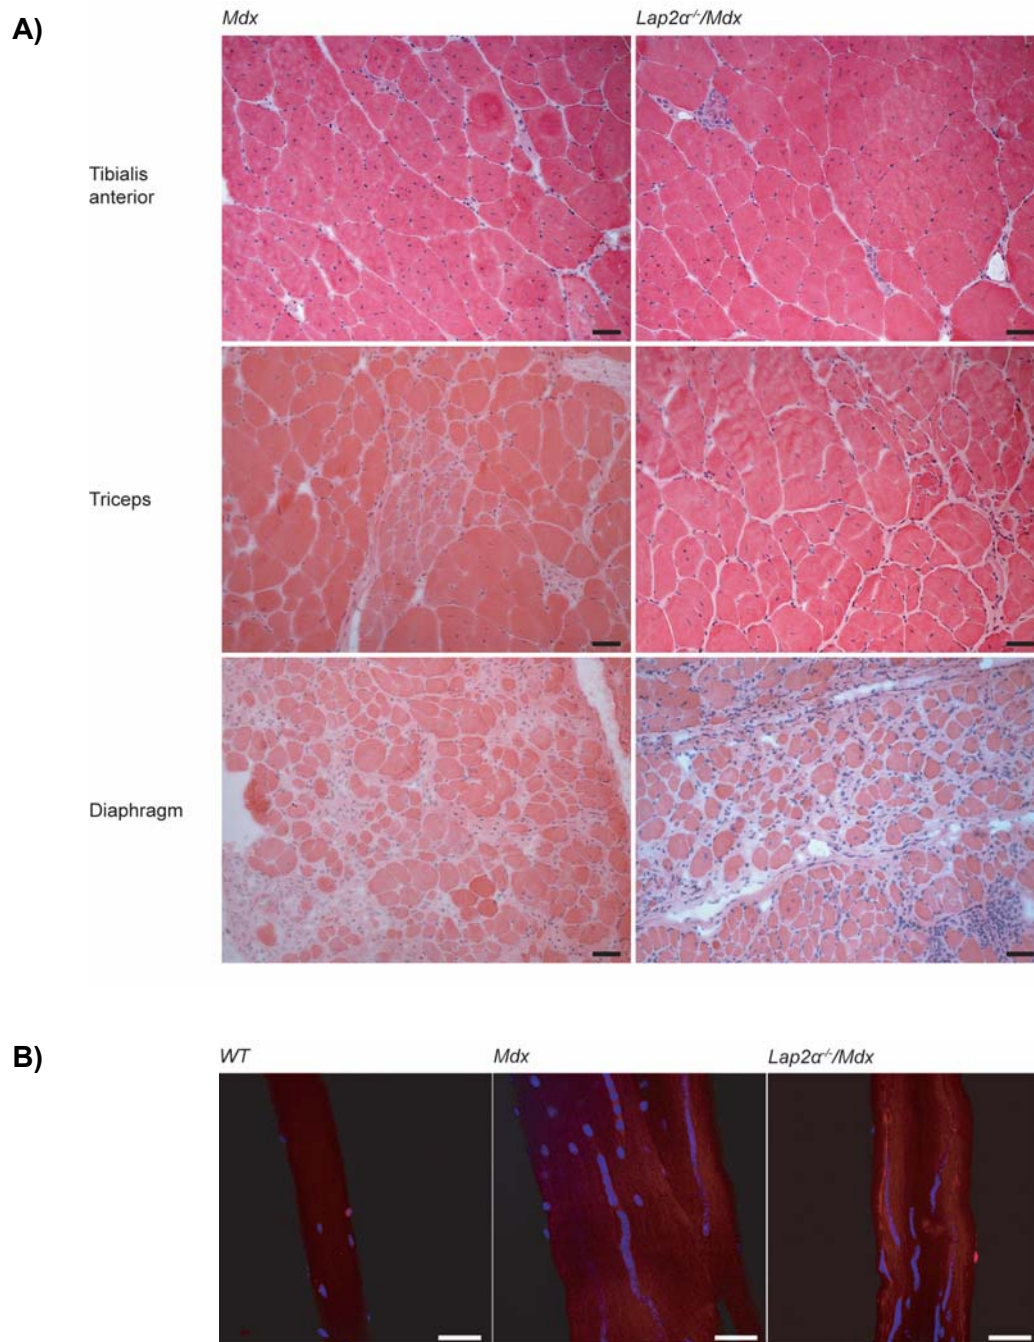 A)
Mdx
Lap2α-/-/Mdx
Tibialis
anterior
Triceps
Diaphragm
B)
WT
Mdx
Lap2α-/-/Mdx